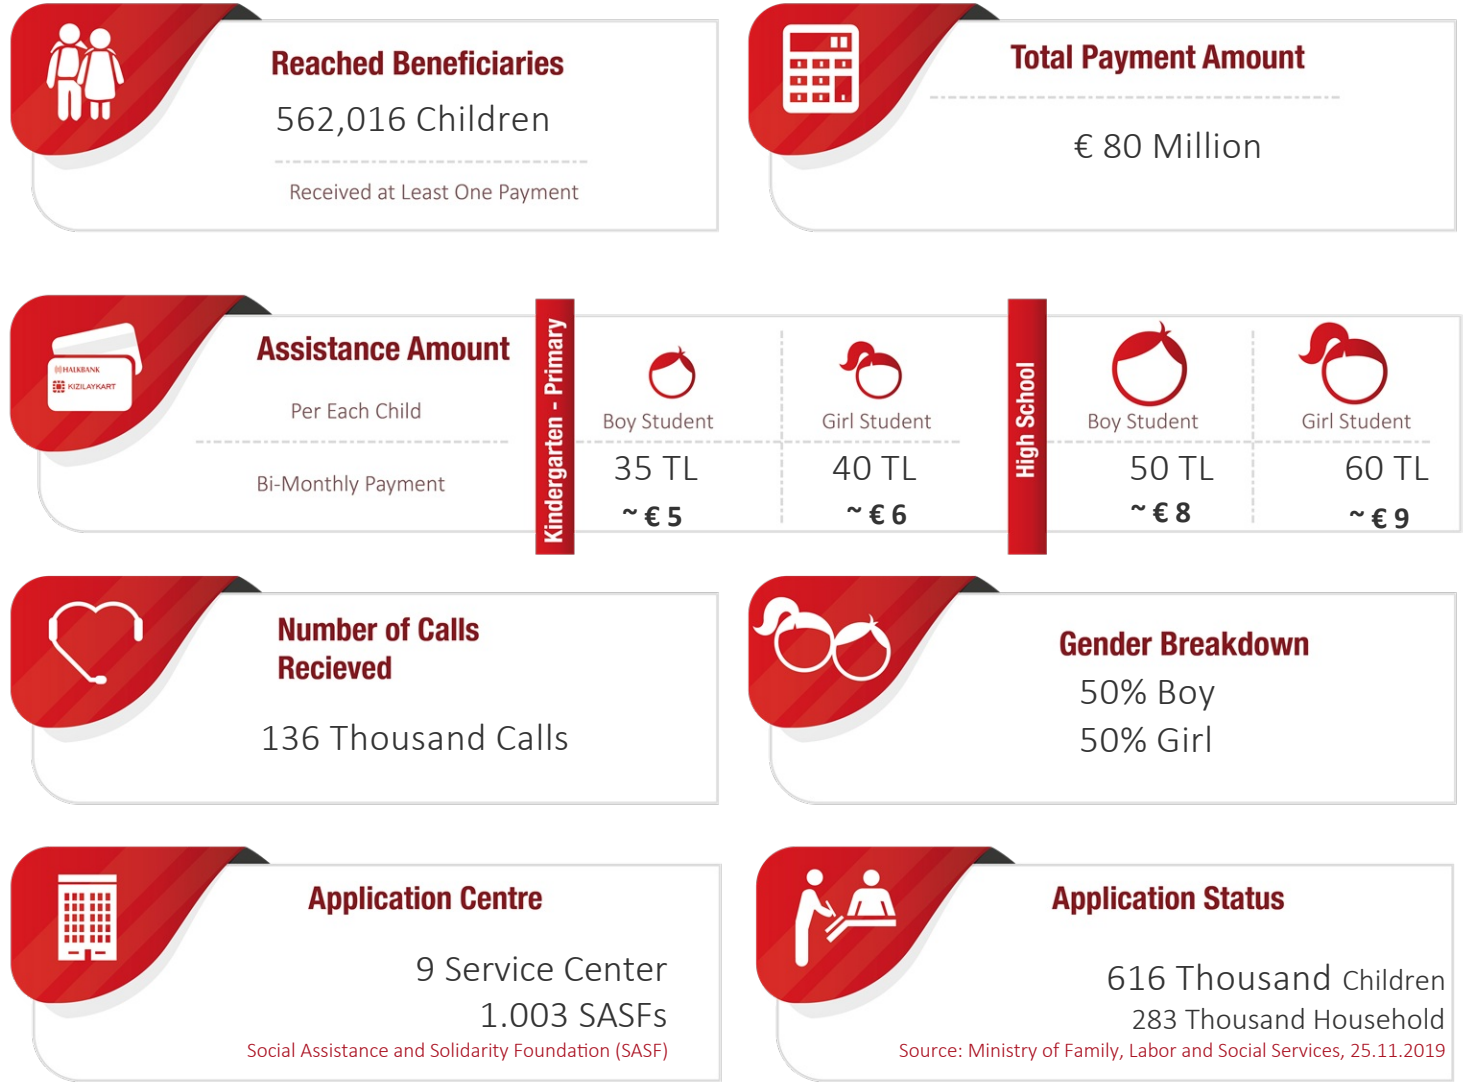 Reached Beneficiaries
562,016 Children
Received at Least One Payment
Total Payment Amount
€ 80 Million
HALKBANK
KIZILAYKART
Assistance Amount
Per Each Child
Bi-Monthly Payment
Kindergarten - Primary
Boy Student
35 TL
~ € 5
Girl Student
40 TL
~ € 6
High School
Boy Student
50 TL
~ € 8
Girl Student
60 TL
~ € 9
Number of Calls
Recieved
136 Thousand Calls
Gender Breakdown
50% Boy
50% Girl
Application Centre
9 Service Center
1.003 SASFs
Social Assistance and Solidarity Foundation (SASF)
Application Status
616 Thousand Children
283 Thousand Household
Source: Ministry of Family, Labor and Social Services, 25.11.2019